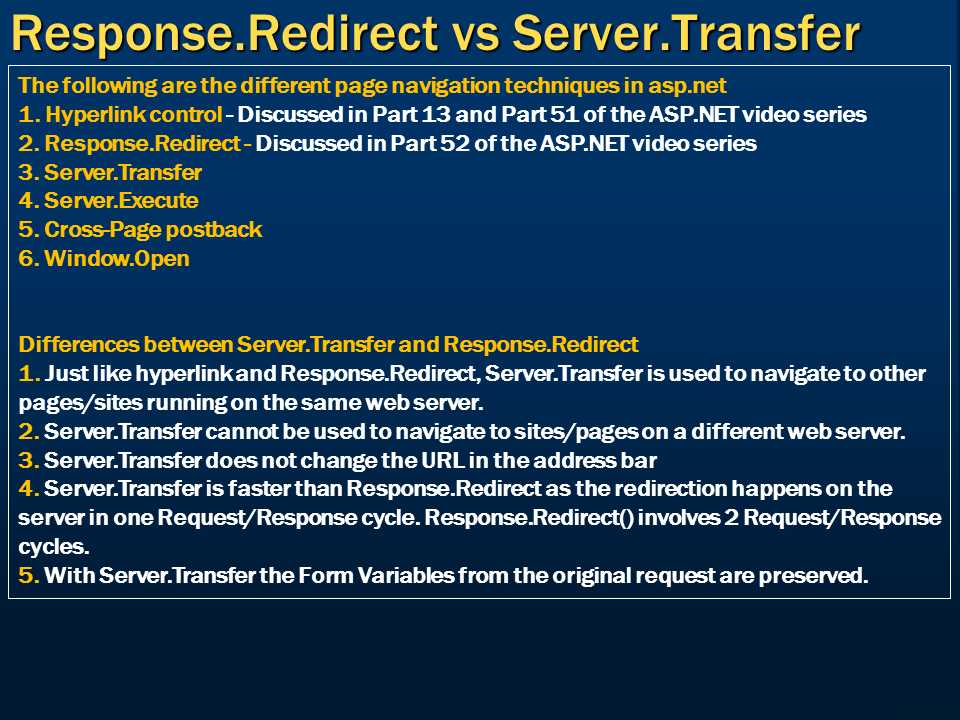 Response.Redirect vs Server.Transfer
The following are the different page navigation techniques in asp.net
1. Hyperlink control - Discussed in Part 13 and Part 51 of the ASP.NET video series
2. Response.Redirect - Discussed in Part 52 of the ASP.NET video series
3. Server.Transfer
4. Server.Execute
5. Cross-Page postback
6. Window.Open
Differences between Server.Transfer and Response.Redirect
1. Just like hyperlink and Response.Redirect, Server.Transfer is used to navigate to other
pages/sites running on the same web server.
2. Server.Transfer cannot be used to navigate to sites/pages on a different web server.
3. Server.Transfer does not change the URL in the address bar
4. Server.Transfer is faster than Response.Redirect as the redirection happens on the
server in one Request/Response cycle. Response.Redirect() involves 2 Request/Response
cycles.
5. With Server.Transfer the Form Variables from the original request are preserved.